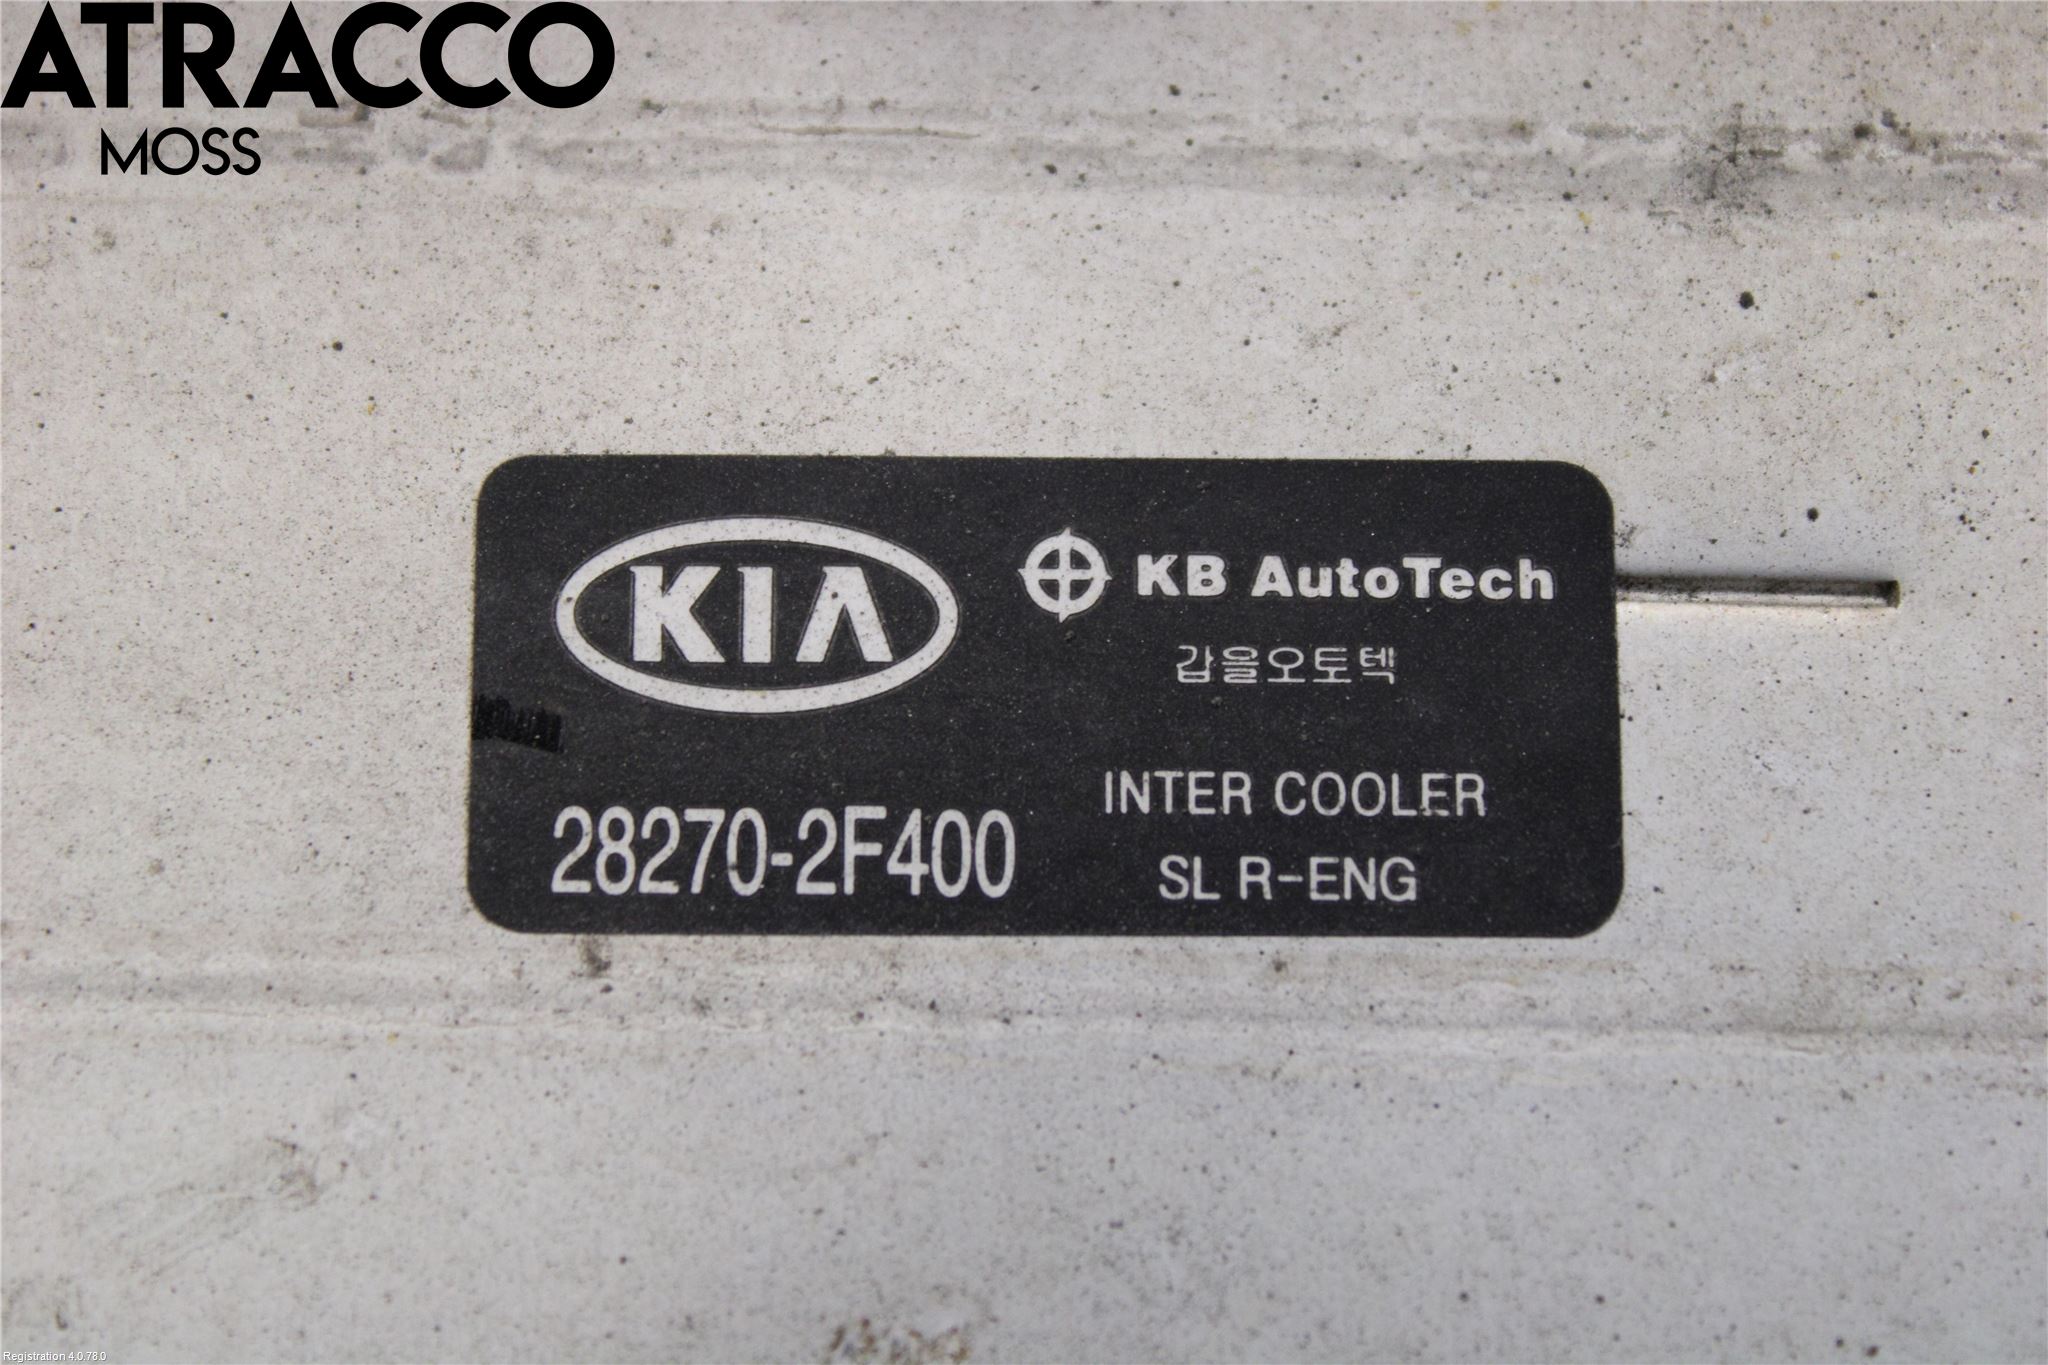 ATRACCO
MOSS
KIA
KB AutoTech
갑을오토텍
INTER COOLER
28270-2F400
SL R-ENG
Registration 4.0.78.0